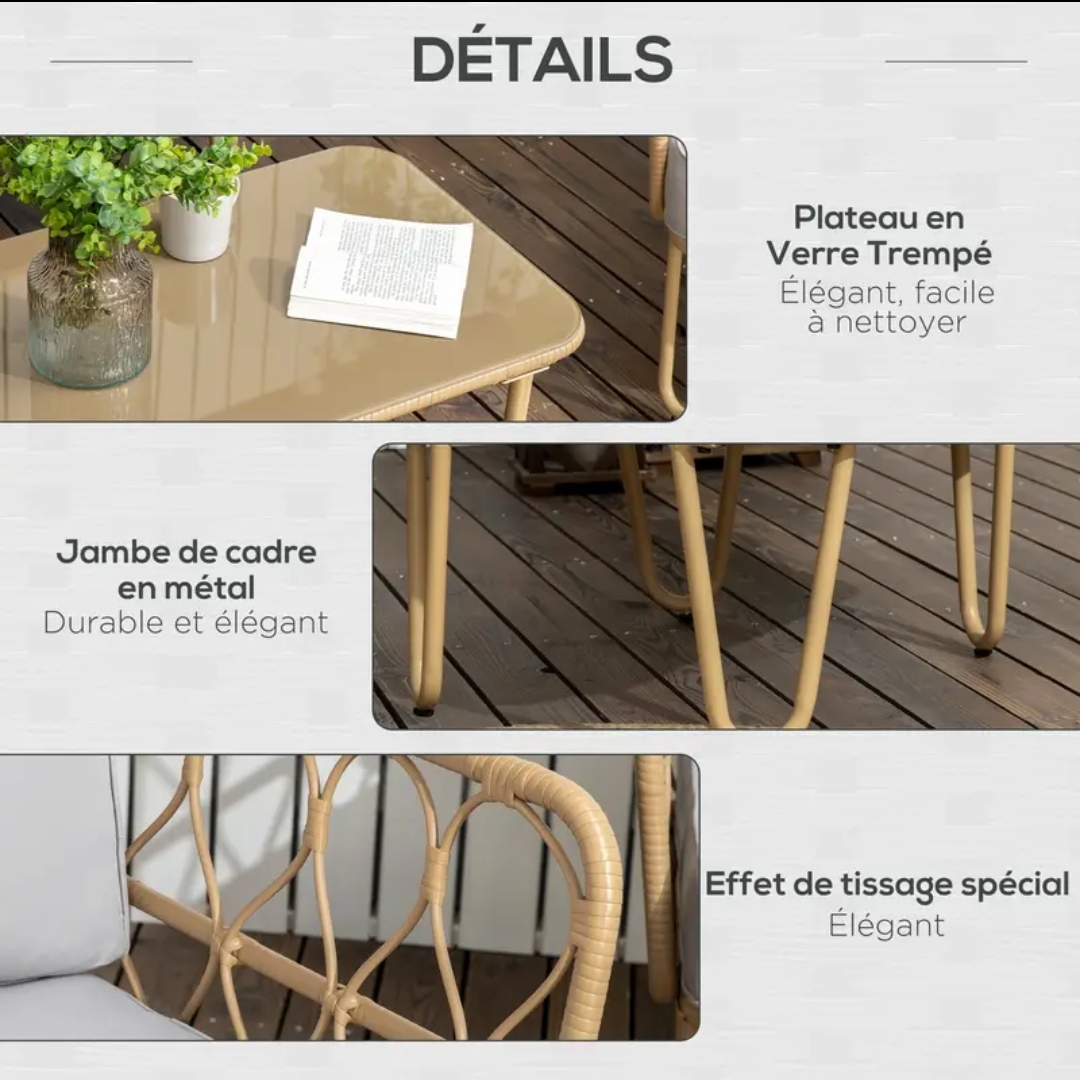 DÉTAILS
Plateau en
Verre Trempé
Élégant, facile
à nettoyer
Jambe de cadre
en métal
Durable et élégant
Effet de tissage spécial
Élégant